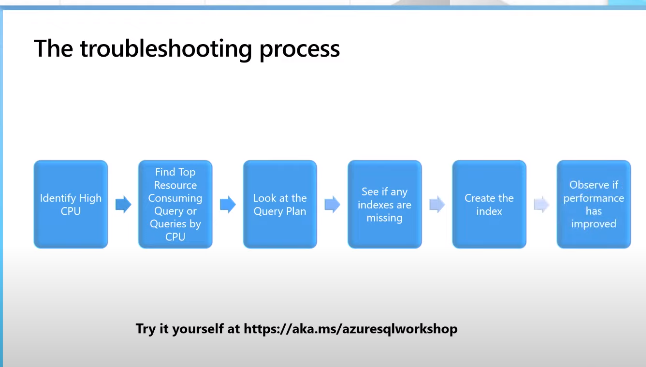 The troubleshooting process
Identify High
CPU
Find Top
Resource
Consuming
Query or
Queries by
CPU
Look at the
Query Plan
See if any
indexes are
missing
Create the
index
Observe if
performance
has
improved
Try it yourself at https://aka.ms/azuresqlworkshop